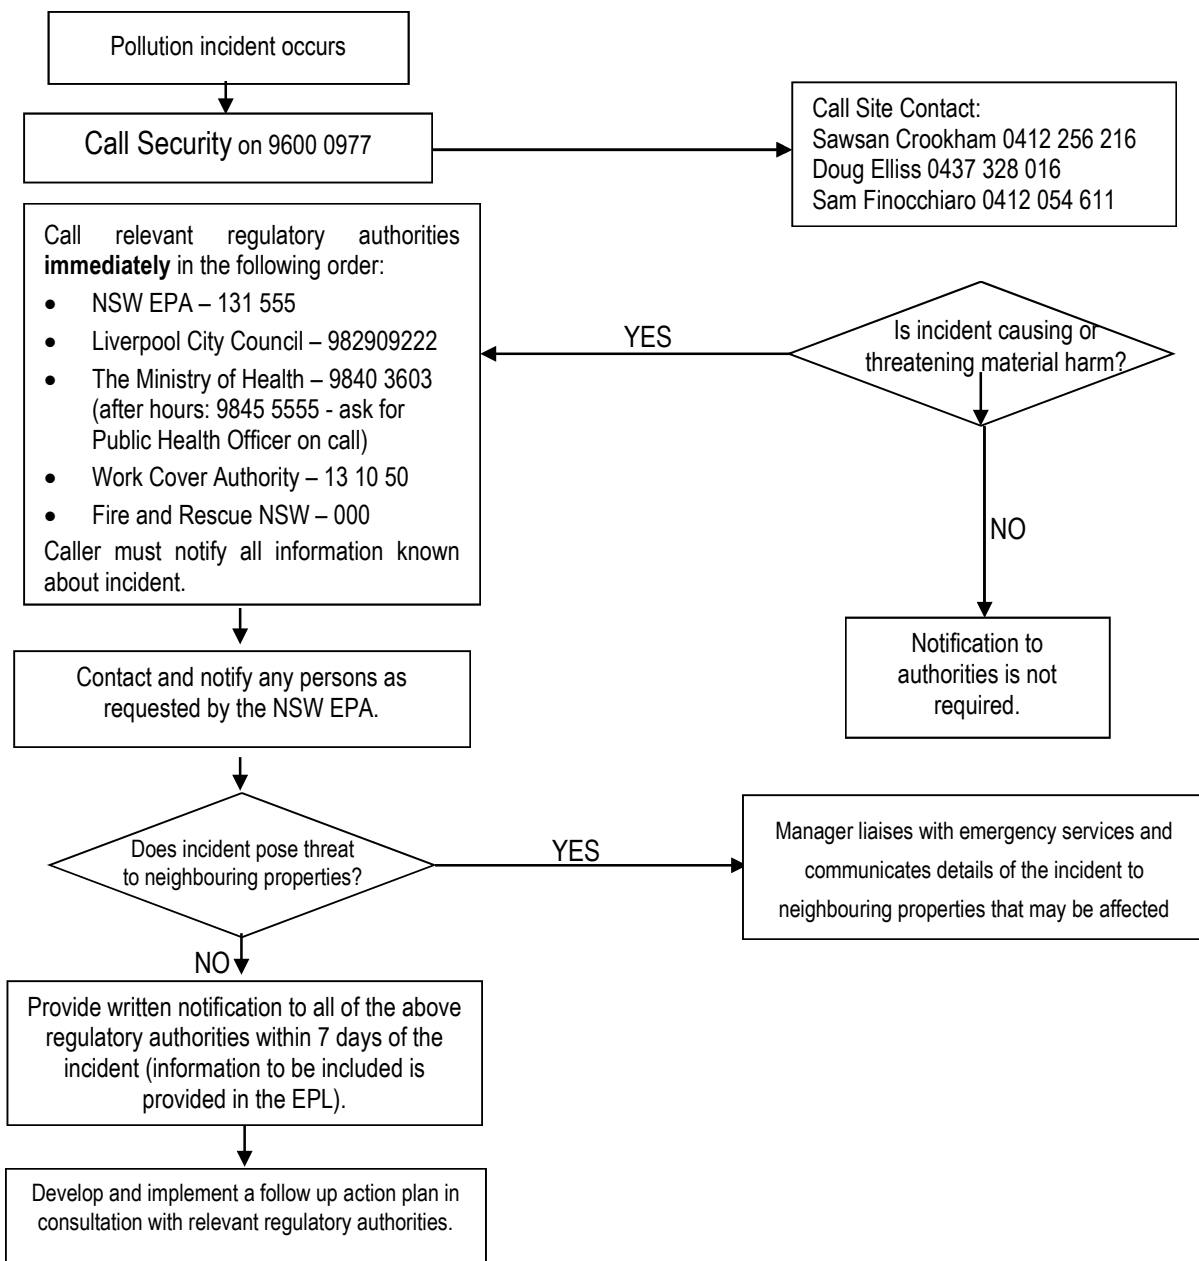 Pollution incident occurs
Call Security on 9600 0977
Call Site Contact:
Sawsan Crookham 0412 256 216
Doug Elliss 0437 328 016
Sam Finocchiaro 0412 054 611
Is incident causing or
threatening material harm?
YES
Call relevant regulatory authorities
immediately in the following order:
• NSW EPA – 131 555
• Liverpool City Council – 982909222
• The Ministry of Health – 9840 3603
(after hours: 9845 5555 - ask for
Public Health Officer on call)
• Work Cover Authority – 13 10 50
• Fire and Rescue NSW – 000
Caller must notify all information known
about incident.
NO
Notification to
authorities is not
required.
Contact and notify any persons as
requested by the NSW EPA.
Does incident pose threat
to neighbouring properties?
YES
Manager liaises with emergency services and
communicates details of the incident to
neighbouring properties that may be affected
NO
Provide written notification to all of the above
regulatory authorities within 7 days of the
incident (information to be included is
provided in the EPL).
Develop and implement a follow up action plan in
consultation with relevant regulatory authorities.